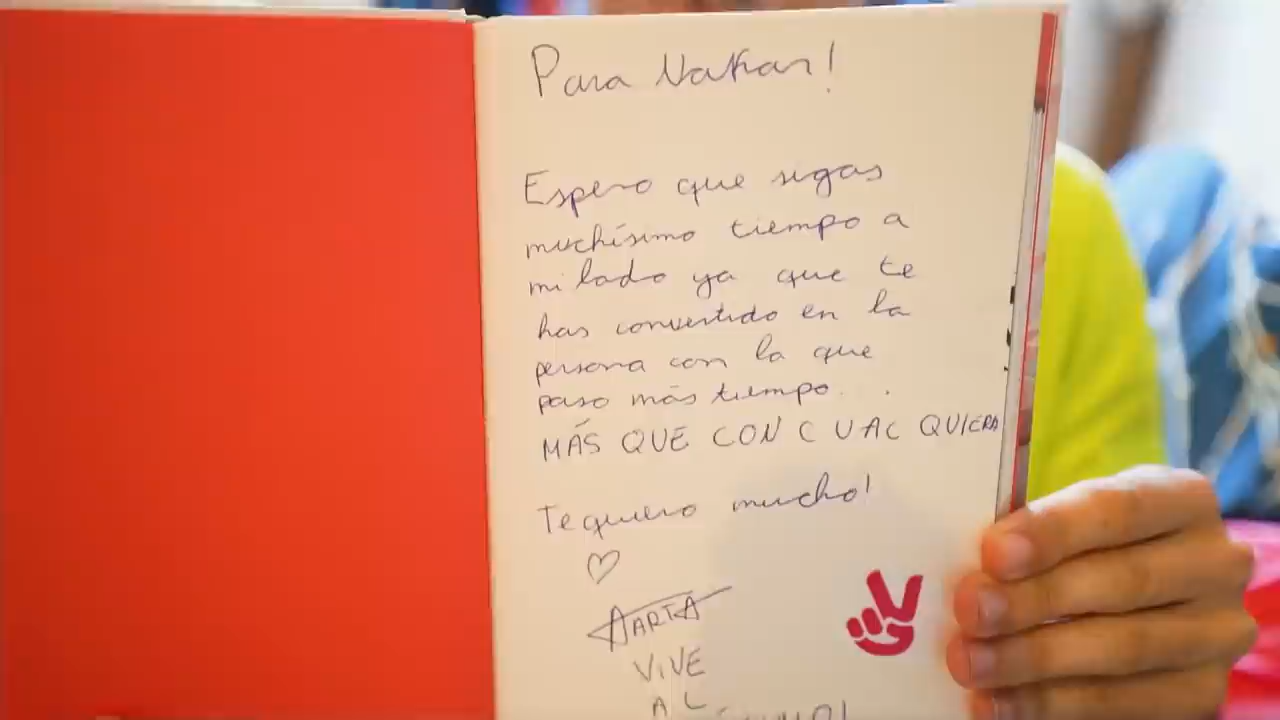 Para Nathan!
Espero que sigas
muchísimo tiempo a
mi lado ya que te
has convertido en la
persona con la que
paso más tiempo..
MÁS QUE CON CUALQUIERA
Te quiero mucho!
♡
MARTA
VIVE
AL